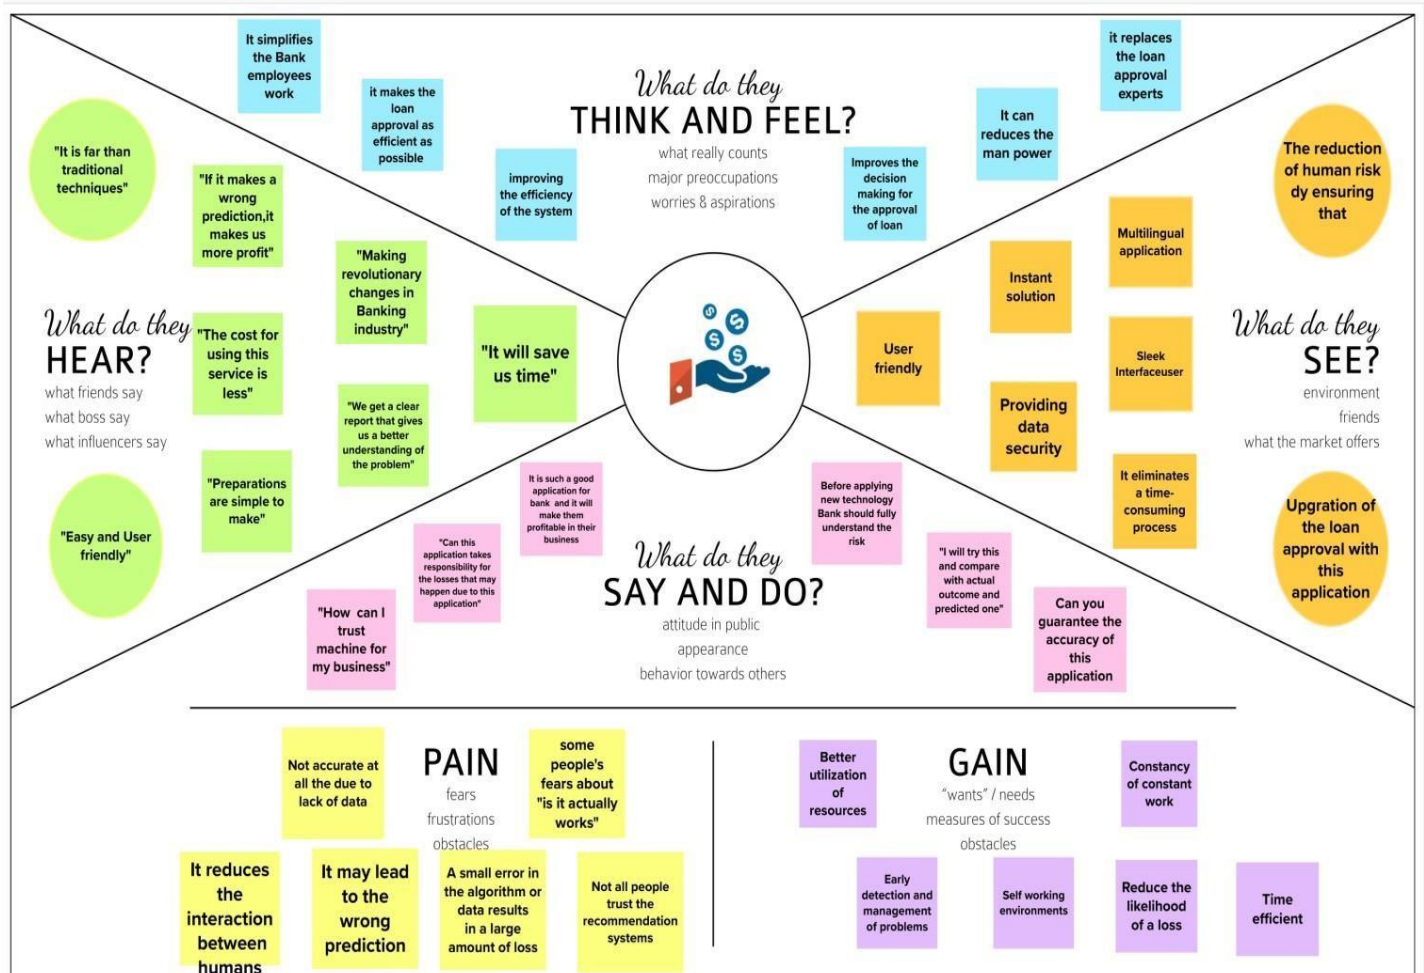 It simplifies
the Bank
employees
work
it makes the
loan
approval as
efficient as
possible
improving
the efficiency
of the system
What do they
THINK AND FEEL?
what really counts
major preoccupations
worries & aspirations
Improves the
decision
making for
the approval
of loan
It can
reduces the
man power
it replaces
the loan
approval
experts
"It is far than
traditional
techniques"
"If it makes a
wrong
prediction,it
makes us
more profit"
"Making
revolutionary
changes in
Banking
industry"
What do they
HEAR?
what friends say
what boss say
what influencers say
"The cost for
using this
service is
less"
"It will save
us time"
"We get a clear
report that gives
us a better
understanding of
the problem"
"Preparations
are simple to
make"
"Easy and User
friendly"
$
$
$
$
User
friendly
Instant
solution
Multilingual
application
The reduction
of human risk
dy ensuring
that
Providing
data
security
Sleek
Interfaceuser
What do they
SEE?
environment
friends
what the market offers
It eliminates
a time-
consuming
process
Upgration of
the loan
approval with
this
application
"How can I
trust
machine for
my business"
"Can this
application takes
responsibility for
the losses that may
happen due to this
application"
It is such a good
application for
bank and it will
make them
profitable in their
business
What do they
SAY AND DO?
attitude in public
appearance
behavior towards others
Before applying
new technology
Bank should fully
understand the
risk
"I will try this
and compare
with actual
outcome and
predicted one"
Can you
guarantee the
accuracy of
this
application
Not accurate at
all the due to
lack of data
PAIN
fears
frustrations
obstacles
some
people's
fears about
"is it actually
works"
It reduces
the
interaction
between
humans
It may lead
to the
wrong
prediction
A small error in
the algorithm or
data results
in a large
amount of loss
Not all people
trust the
recommendation
systems
Better
utilization
of
resources
GAIN
"wants" / needs
measures of success
obstacles
Constancy
of constant
work
Early
detection and
management
of problems
Self working
environments
Reduce the
likelihood
of a loss
Time
efficient